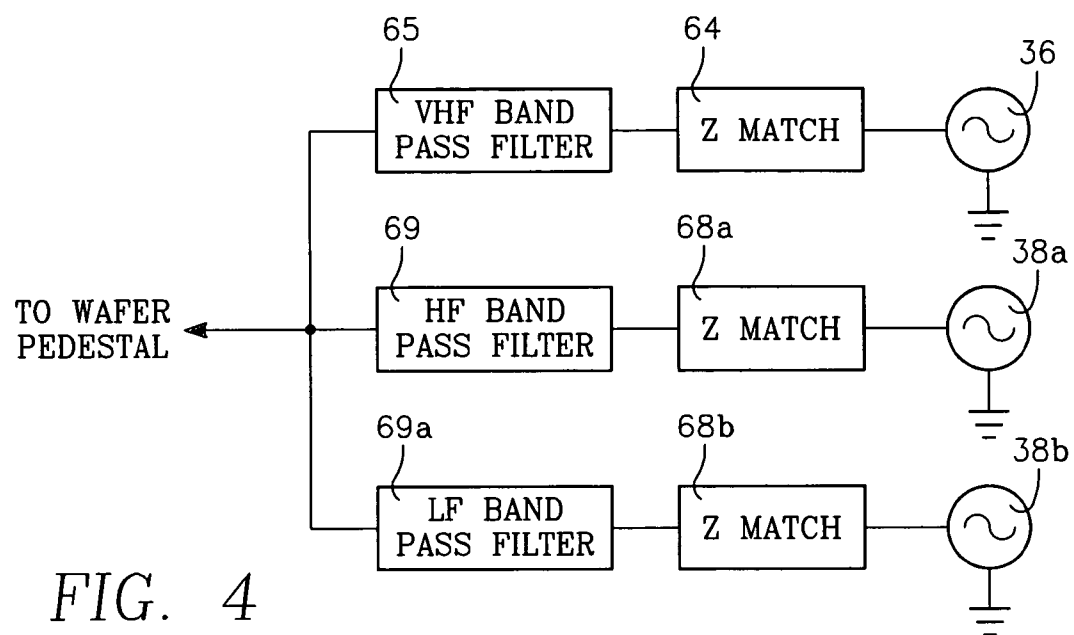 65
64
36
VHF BAND
PASS FILTER
Z MATCH
69
68a
38a
TO WAFER
PEDESTAL
HF BAND
PASS FILTER
Z MATCH
69a
68b
38b
LF BAND
PASS FILTER
Z MATCH
FIG. 4